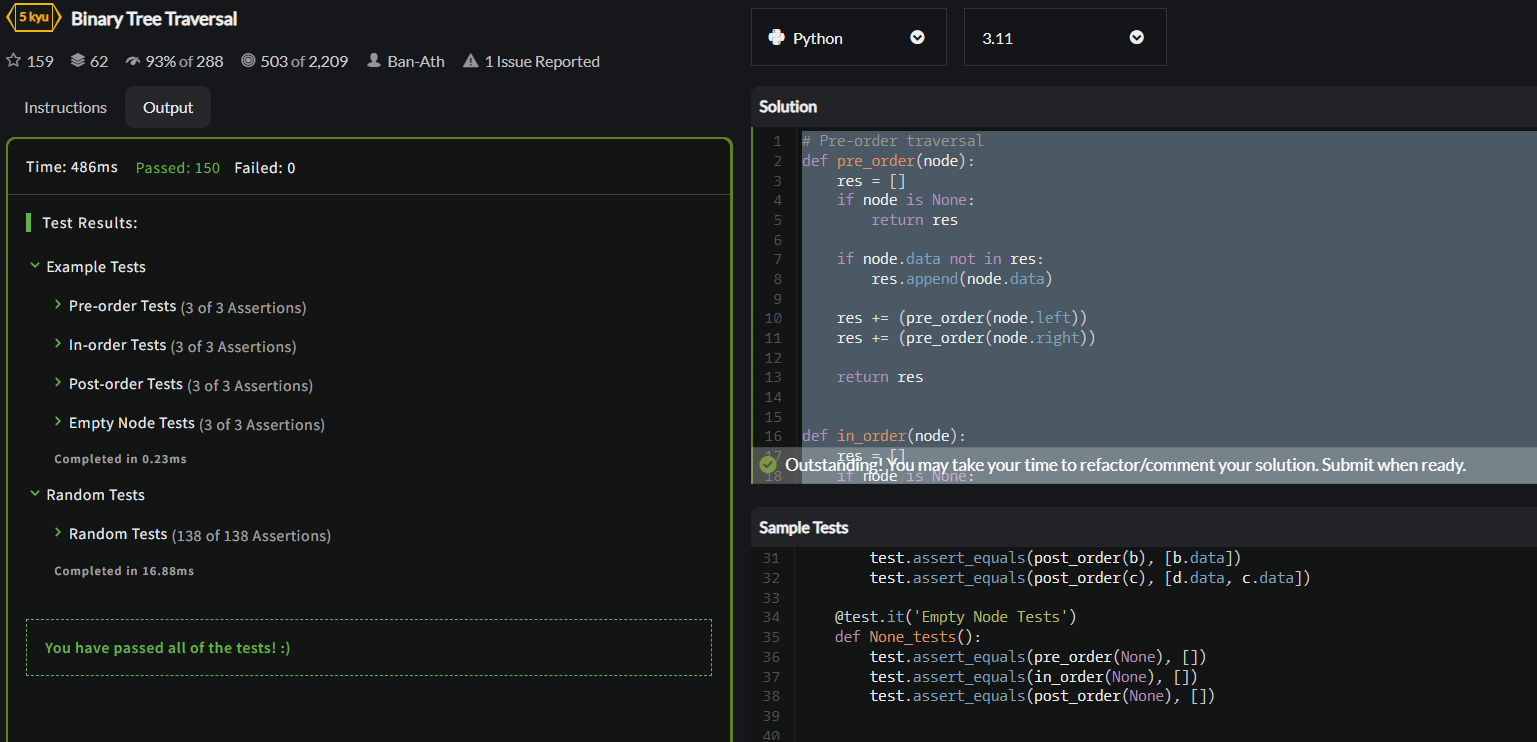 5 kyu Binary Tree Traversal
159 62 93% of 288 503 of 2,209 Ban-Ath 1 Issue Reported
Instructions Output
Time: 486ms Passed: 150 Failed: 0
Test Results:
Example Tests
Pre-order Tests (3 of 3 Assertions)
In-order Tests (3 of 3 Assertions)
Post-order Tests (3 of 3 Assertions)
Empty Node Tests (3 of 3 Assertions)
Completed in 0.23ms
Random Tests
Random Tests (138 of 138 Assertions)
Completed in 16.88ms
You have passed all of the tests! :)
Python 3.11
Solution
1 # Pre-order traversal
2 def pre_order(node):
3     res = []
4     if node is None:
5         return res
6
7     if node.data not in res:
8         res.append(node.data)
9
10     res += (pre_order(node.left))
11     res += (pre_order(node.right))
12
13     return res
14
15
16 def in_order(node):
17     res = []
Outstanding! You may take your time to refactor/comment your solution. Submit when ready.
18     if node is None:
Sample Tests
31         test.assert_equals(post_order(b), [b.data])
32         test.assert_equals(post_order(c), [d.data, c.data])
33
34     @test.it('Empty Node Tests')
35     def None_tests():
36         test.assert_equals(pre_order(None), [])
37         test.assert_equals(in_order(None), [])
38         test.assert_equals(post_order(None), [])
39
40